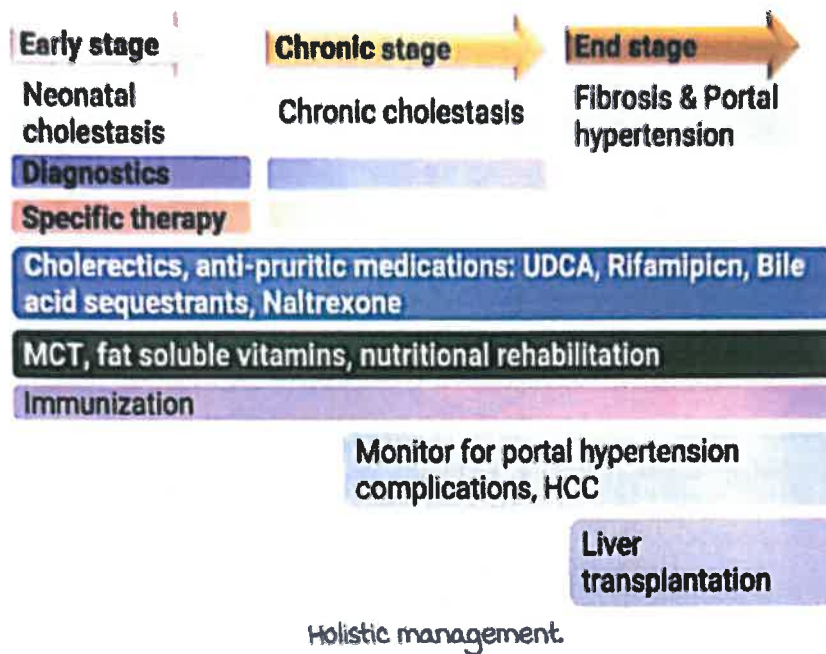 Early stage
Chronic stage
End stage
Neonatal
cholestasis
Chronic cholestasis
Fibrosis & Portal
hypertension
Diagnostics
Specific therapy
Cholerectics, anti-pruritic medications: UDCA, Rifamipicn, Bile
acid sequestrants, Naltrexone
MCT, fat soluble vitamins, nutritional rehabilitation
Immunization
Monitor for portal hypertension
complications, HCC
Liver
transplantation
Holistic management